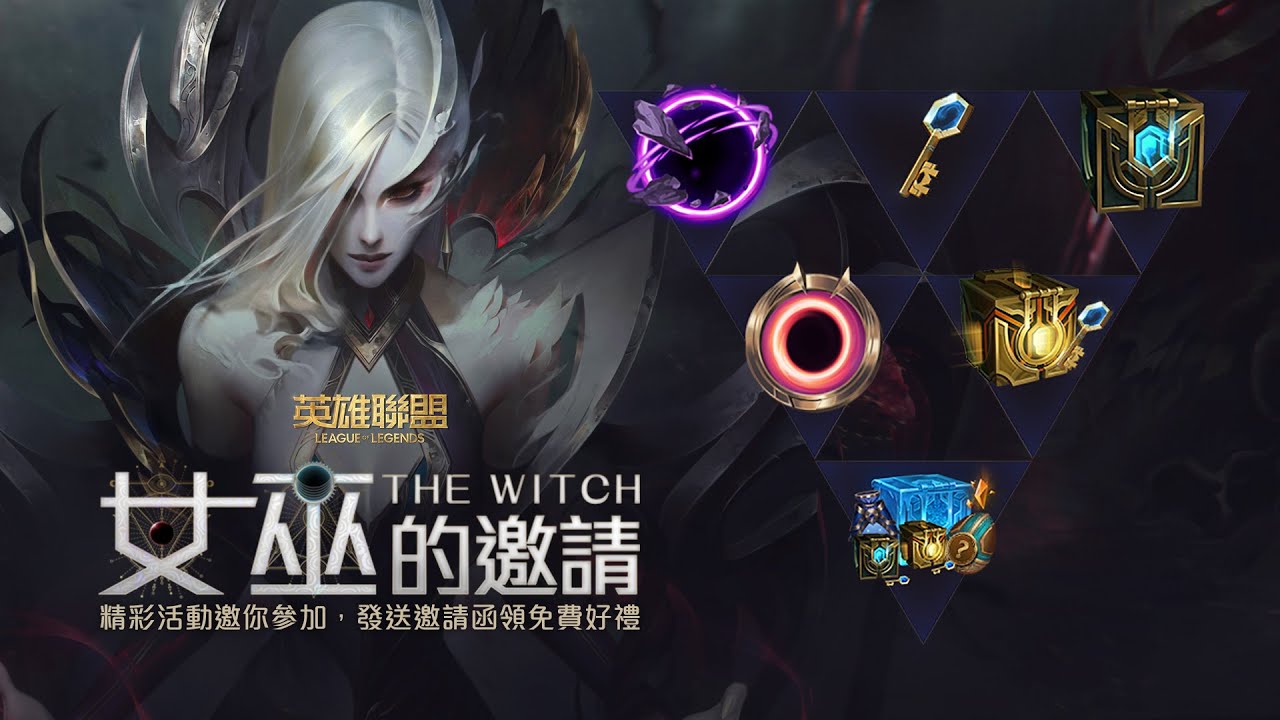 英雄聯盟
LEAGUE OF LEGENDS
女巫 THE WITCH
的邀請
精彩活動邀你參加，發送邀請函領免費好禮
?